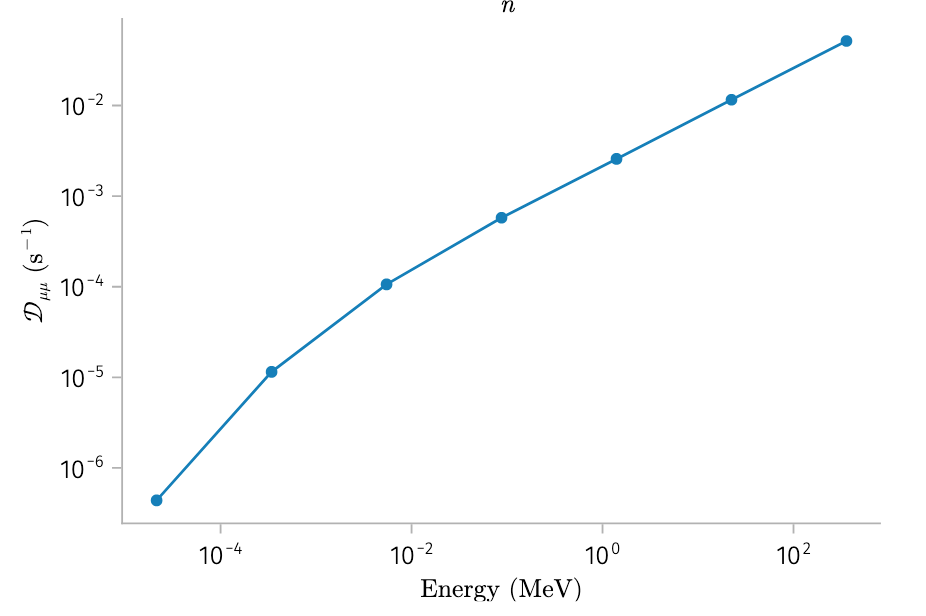 n
10⁻²
10⁻³
10⁻⁴
10⁻⁵
10⁻⁶
𝒟_μμ (s⁻¹)
10⁻⁴ 10⁻² 10⁰ 10²
Energy (MeV)